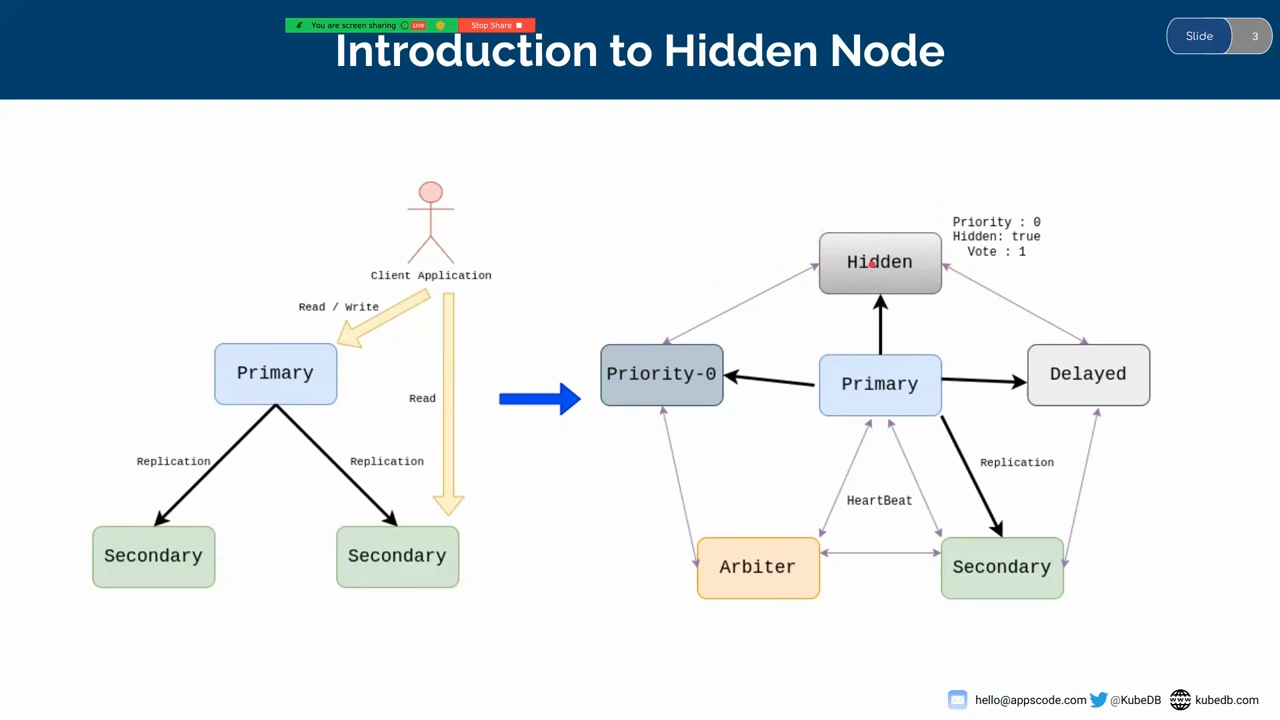 You are screen sharing LIVE Stop Share
Introduction to Hidden Node
Slide 3
Client Application
Read / Write
Primary
Read
Replication Replication
Secondary Secondary
Priority : 0
Hidden: true
Vote : 1
Hidden
Priority-0 Primary Delayed
Replication
HeartBeat
Arbiter Secondary
hello@appscode.com @KubeDB kubedb.com